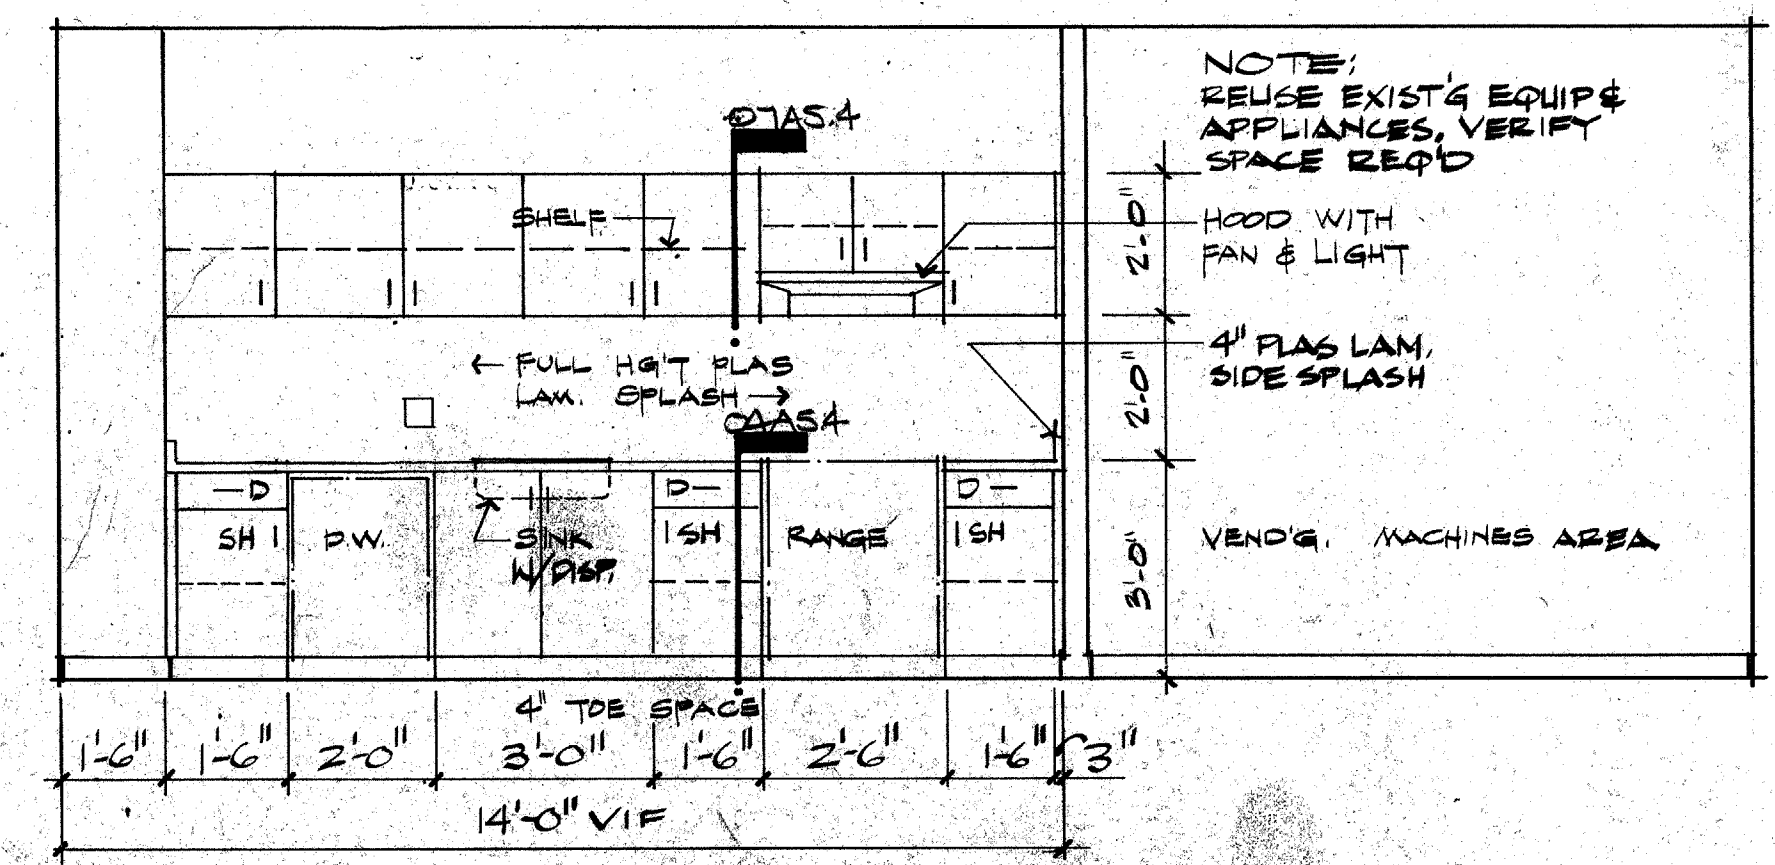 NOTE:
REUSE EXIST'G EQUIP &
APPLIANCES, VERIFY
SPACE REQ'D
07A5.4
SHELF
2'-0"
HOOD WITH
FAN & LIGHT
← FULL HG'T PLAS
LAM. SPLASH →
2'-0"
4" PLAS LAM.
SIDE SPLASH
A5.4
D
D
D
SH
D.W.
SINK
W/DISP.
SH
RANGE
SH
3'-0"
VEND'G. MACHINES AREA
4" TOE SPACE
1'-6" 1'-6" 2'-0" 3'-0" 1'-6" 2'-6" 1'-6" 3"
14'-0" VIF